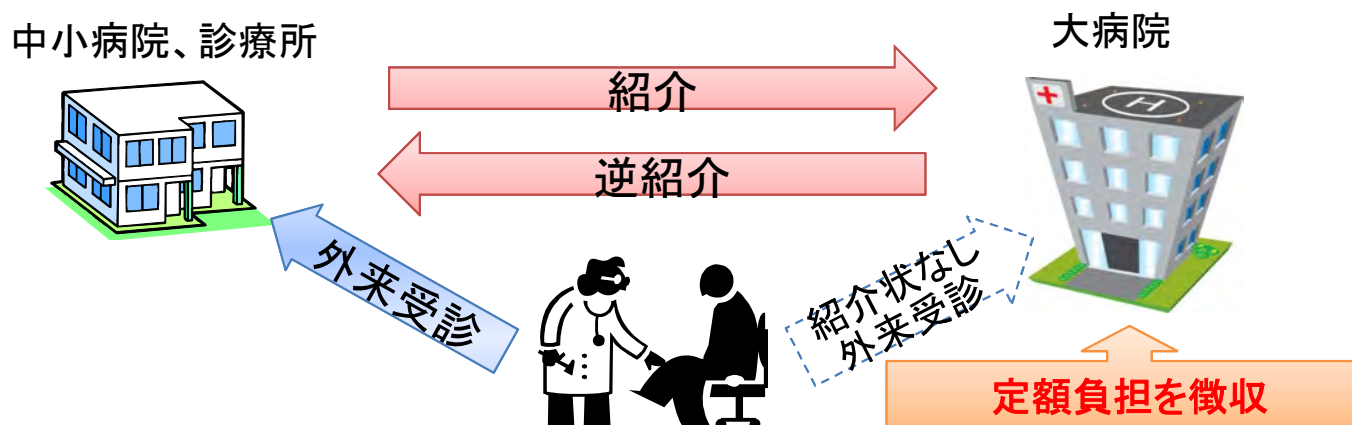 中小病院、診療所
大病院
紹介
逆紹介
外来受診
紹介状なし
外来受診
定額負担を徴収
H